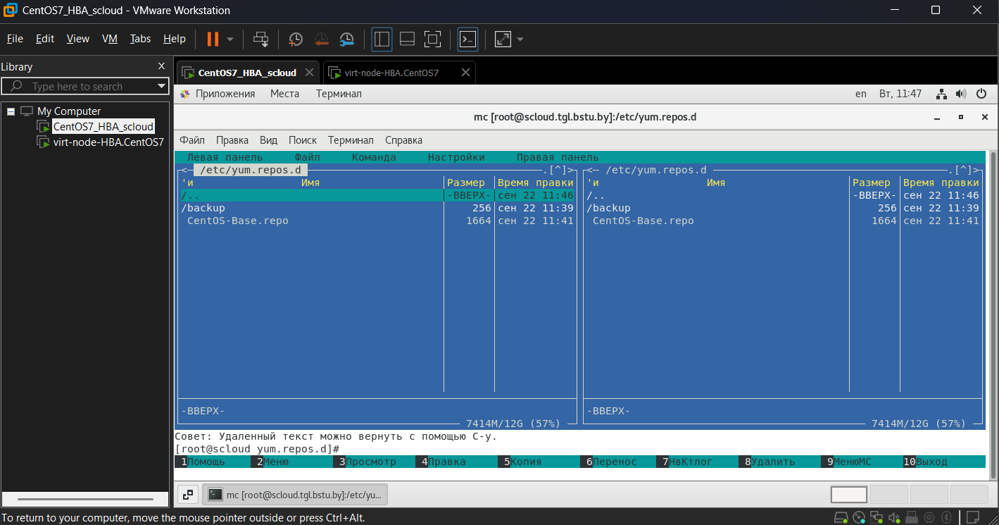 CentOS7_HBA_scloud - VMware Workstation
File Edit View VM Tabs Help
Library
Type here to search
My Computer
CentOS7_HBA_scloud
virt-node-HBA.CentOS7
CentOS7_HBA_scloud virt-node-HBA.CentOS7
Приложения Места Терминал en Вт, 11:47
mc [root@scloud.tgl.bstu.by]:/etc/yum.repos.d
Файл Правка Вид Поиск Терминал Справка
Левая панель Файл Команда Настройки Правая панель
<─ /etc/yum.repos.d ─.[^]>┐ <─ /etc/yum.repos.d ─.[^]>┐
'и Имя Размер Время правки 'и Имя Размер Время правки
/.. -ВВЕРХ- сен 22 11:46 /.. -ВВЕРХ- сен 22 11:46
/backup 256 сен 22 11:39 /backup 256 сен 22 11:39
CentOS-Base.repo 1664 сен 22 11:41 CentOS-Base.repo 1664 сен 22 11:41
-ВВЕРХ- -ВВЕРХ-
7414M/12G (57%) 7414M/12G (57%)
Совет: Удаленный текст можно вернуть с помощью C-y.
[root@scloud yum.repos.d]#
1Помощь 2Меню 3Просмотр 4Правка 5Копия 6Перенос 7НвКтлог 8Удалить 9МенюМС 10Выход
mc [root@scloud.tgl.bstu.by]:/etc/yu...
To return to your computer, move the mouse pointer outside or press Ctrl+Alt.